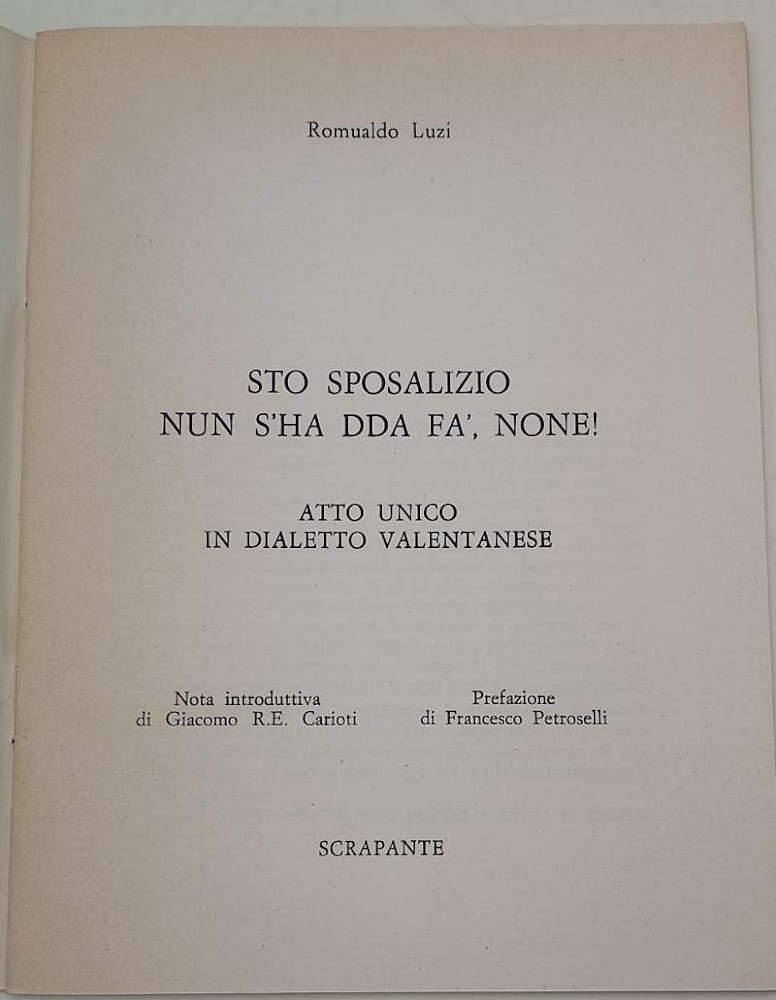 Romualdo Luzi
STO SPOSALIZIO
NUN S'HA DDA FA', NONE!
ATTO UNICO
IN DIALETTO VALENTANESE
Nota introduttiva
di Giacomo R.E. Carioti
Prefazione
di Francesco Petroselli
SCRAPANTE